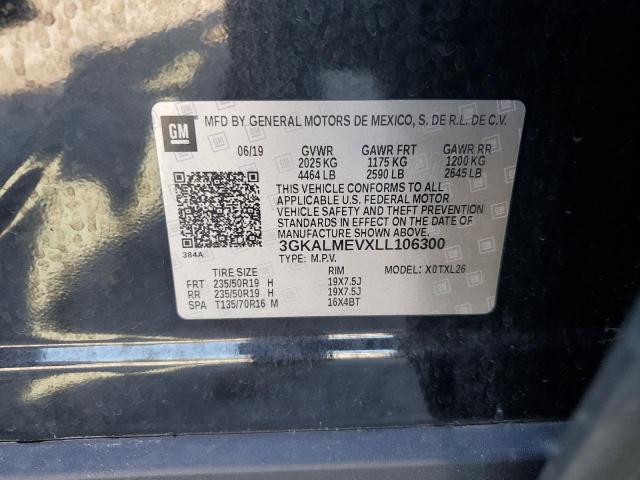 GM
MFD BY GENERAL MOTORS DE MEXICO, S. DE R.L. DE C.V.
06/19 GVWR GAWR FRT GAWR RR
2025 KG 1175 KG 1200 KG
4464 LB 2590 LB 2645 LB
THIS VEHICLE CONFORMS TO ALL
APPLICABLE U.S. FEDERAL MOTOR
VEHICLE SAFETY AND THEFT PREVENTION
STANDARDS IN EFFECT ON THE DATE OF
MANUFACTURE SHOWN ABOVE.
384A 3GKALMEVXLL106300
TYPE: M.P.V. MODEL: X0TXL26
TIRE SIZE RIM
FRT 235/50R19 H 19X7.5J
RR 235/50R19 H 19X7.5J
SPA T135/70R16 M 16X4BT